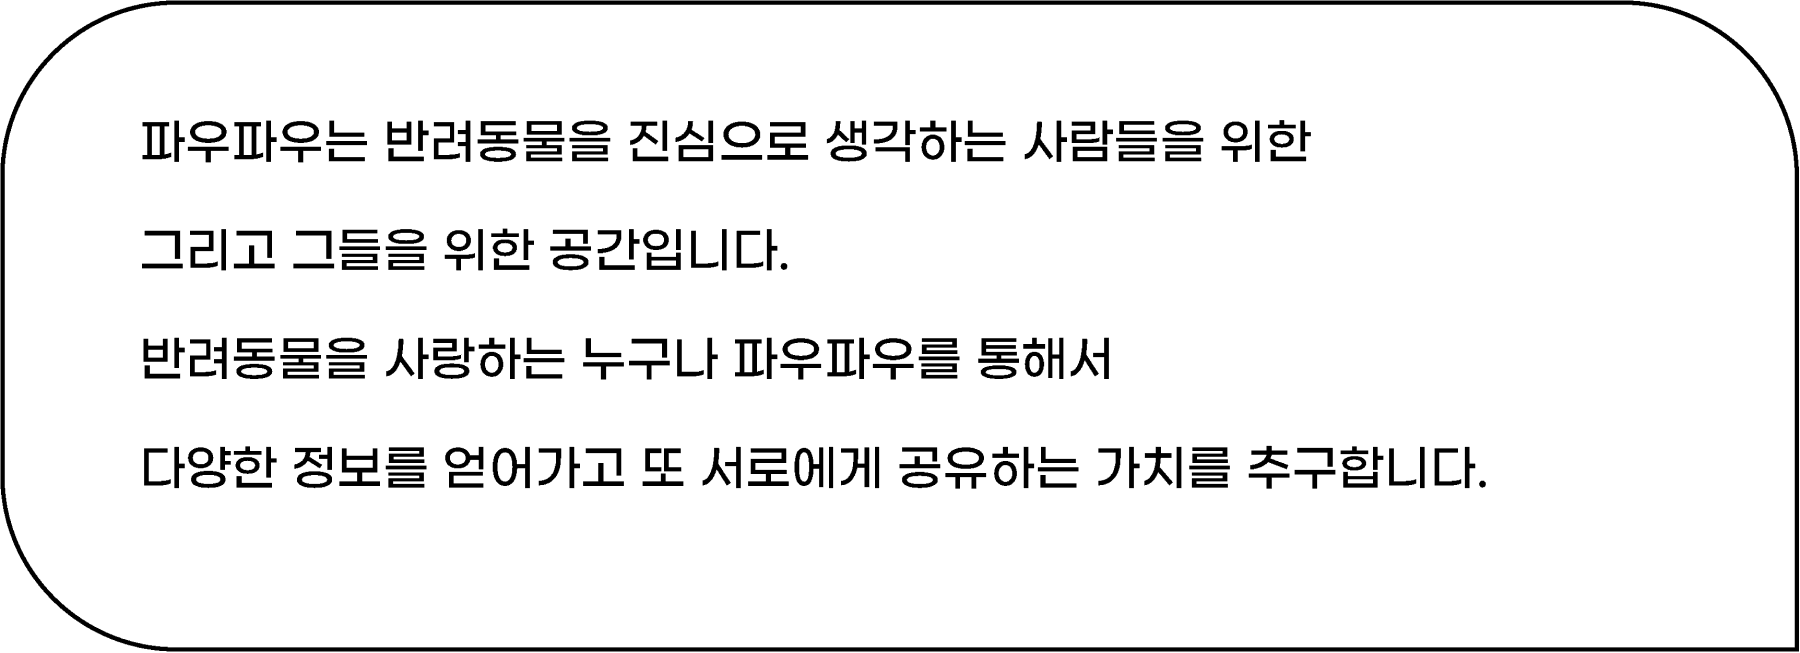 파우파우는 반려동물을 진심으로 생각하는 사람들을 위한
그리고 그들을 위한 공간입니다.
반려동물을 사랑하는 누구나 파우파우를 통해서
다양한 정보를 얻어가고 또 서로에게 공유하는 가치를 추구합니다.